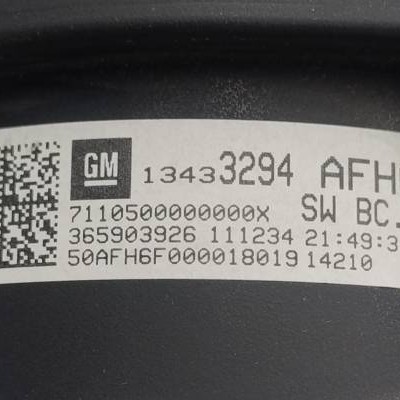 GM 13433294 AFH
7110500000000X SW BC.
365903926 111234 21:49:3
50AFH6F000018019 14210